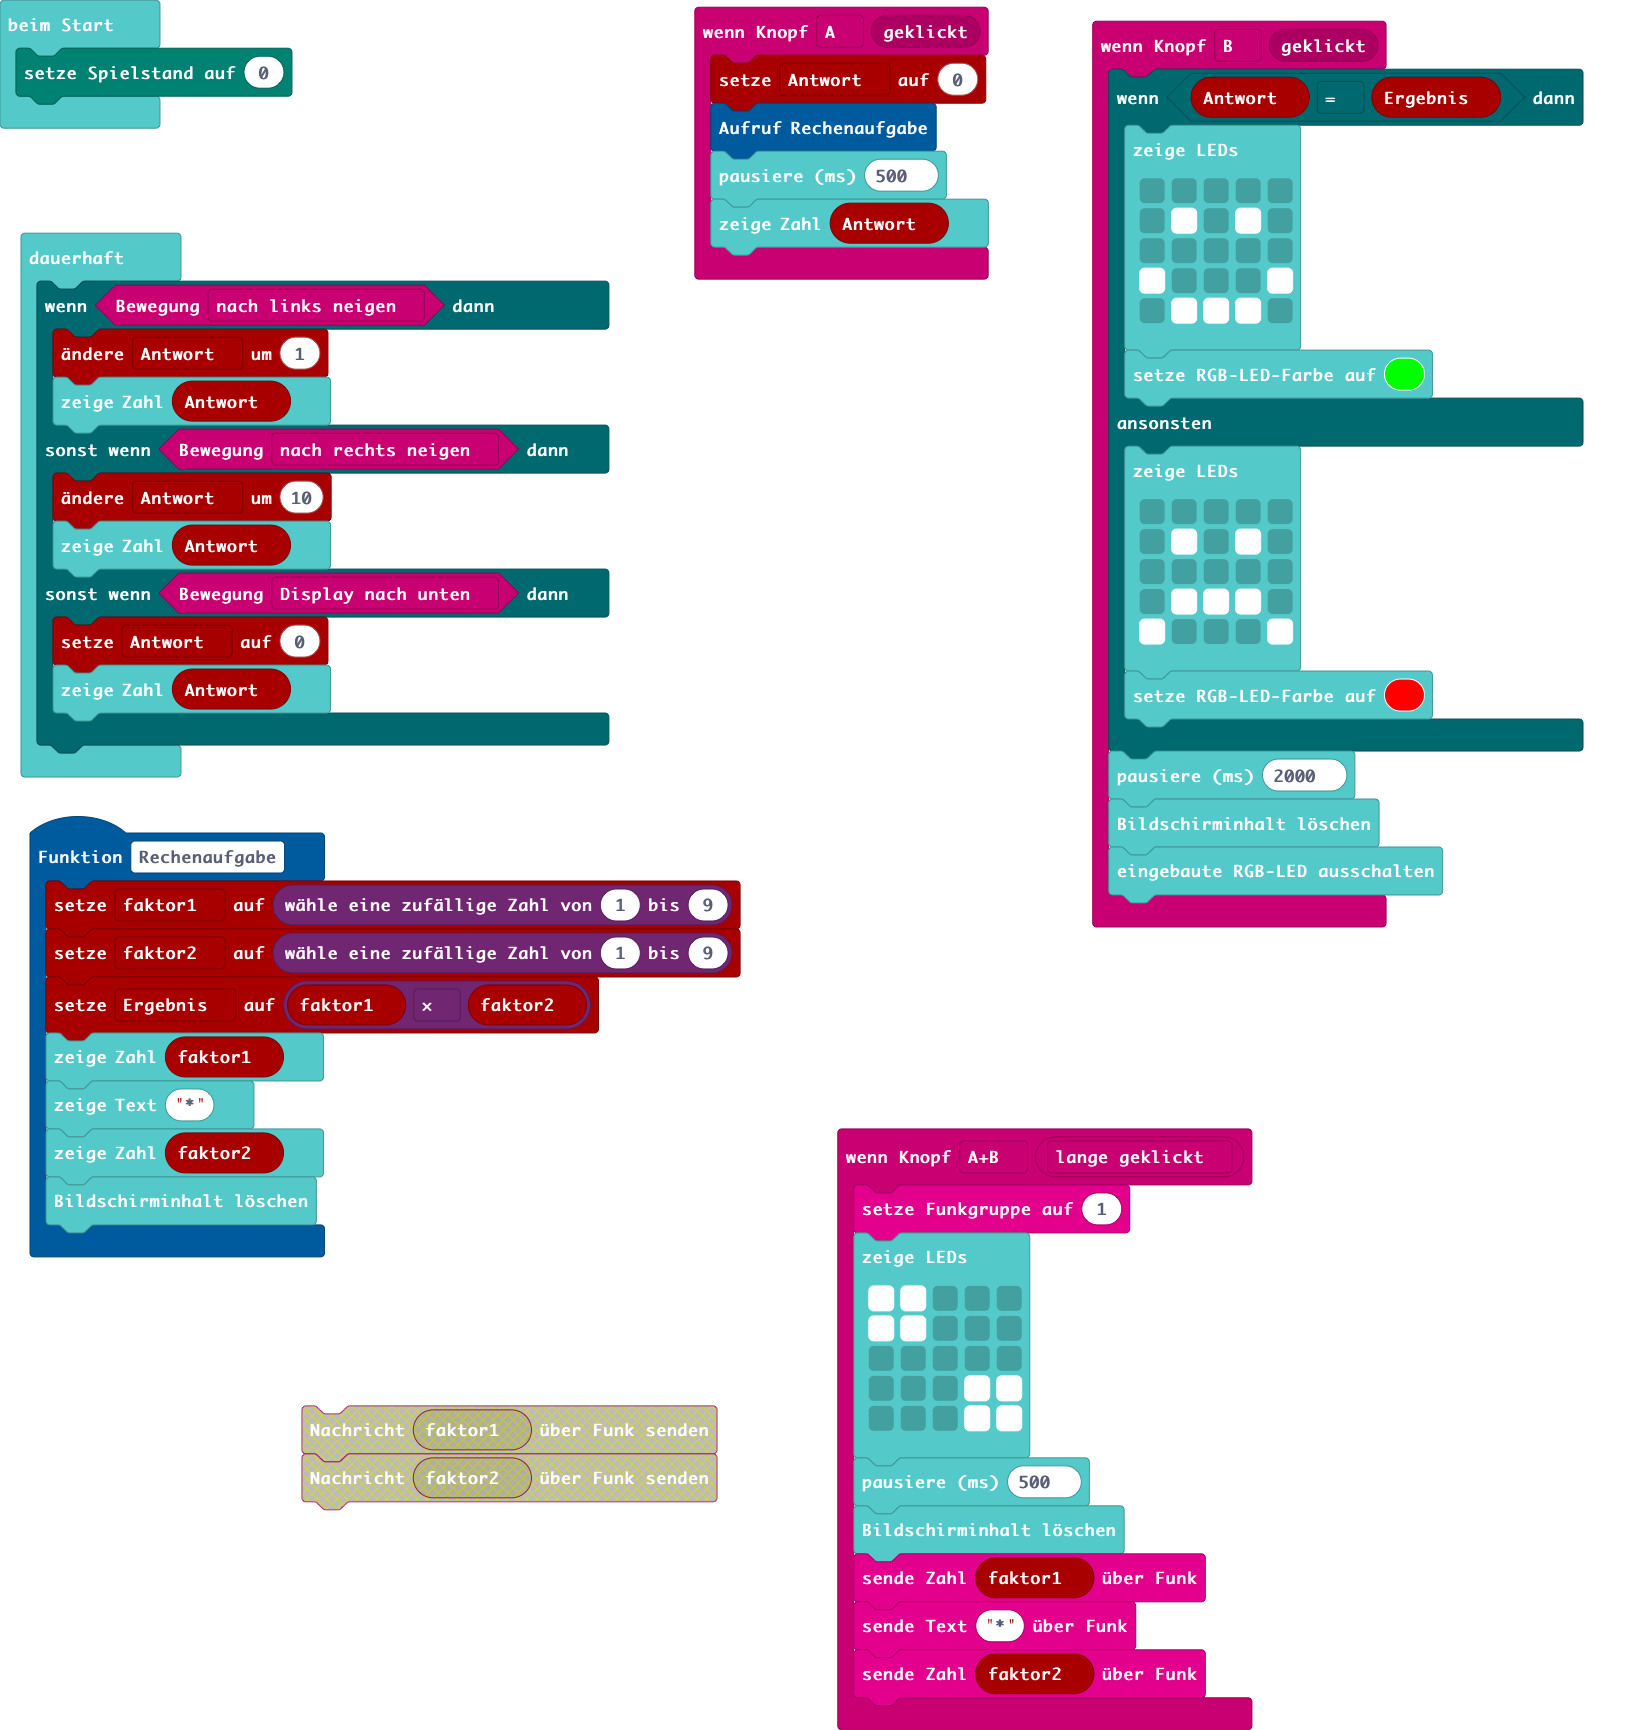 beim Start
setze Spielstand auf 0
dauerhaft
wenn Bewegung nach links neigen dann
ändere Antwort um 1
zeige Zahl Antwort
sonst wenn Bewegung nach rechts neigen dann
ändere Antwort um 10
zeige Zahl Antwort
sonst wenn Bewegung Display nach unten dann
setze Antwort auf 0
zeige Zahl Antwort
Funktion Rechenaufgabe
setze faktor1 auf wähle eine zufällige Zahl von 1 bis 9
setze faktor2 auf wähle eine zufällige Zahl von 1 bis 9
setze Ergebnis auf faktor1 × faktor2
zeige Zahl faktor1
zeige Text "*"
zeige Zahl faktor2
Bildschirminhalt löschen
Nachricht faktor1 über Funk senden
Nachricht faktor2 über Funk senden
wenn Knopf A geklickt
setze Antwort auf 0
Aufruf Rechenaufgabe
pausiere (ms) 500
zeige Zahl Antwort
wenn Knopf B geklickt
wenn Antwort = Ergebnis dann
zeige LEDs
setze RGB-LED-Farbe auf
ansonsten
zeige LEDs
setze RGB-LED-Farbe auf
pausiere (ms) 2000
Bildschirminhalt löschen
eingebaute RGB-LED ausschalten
wenn Knopf A+B lange geklickt
setze Funkgruppe auf 1
zeige LEDs
pausiere (ms) 500
Bildschirminhalt löschen
sende Zahl faktor1 über Funk
sende Text "*" über Funk
sende Zahl faktor2 über Funk